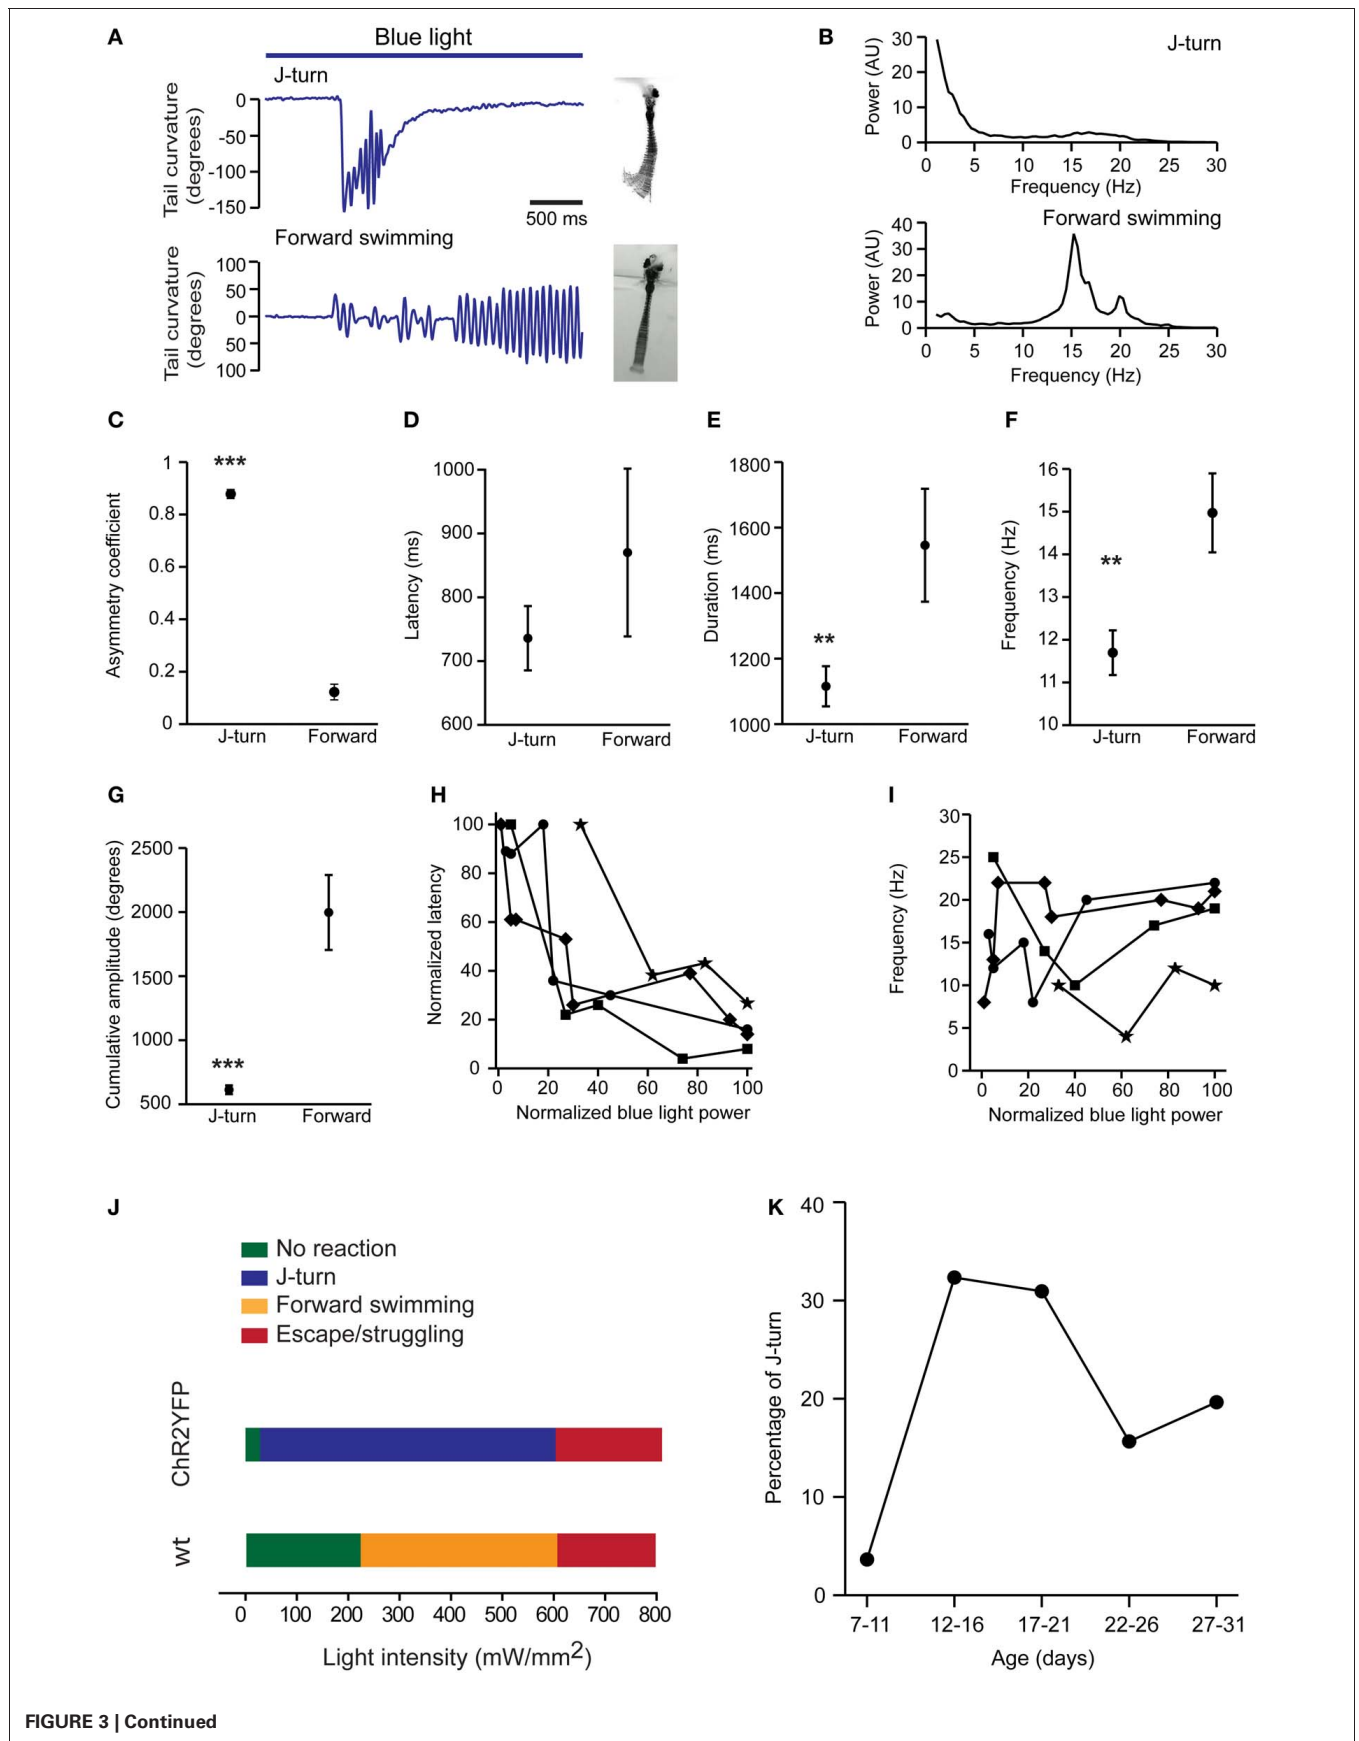 A
Blue light
J-turn
0
-50
-100
-150
Tail curvature
(degrees)
500 ms
Forward swimming
100
50
0
50
100
Tail curvature
(degrees)
B
J-turn
Power (AU)
30
20
10
0
0 5 10 15 20 25 30
Frequency (Hz)
Forward swimming
Power (AU)
40
30
20
10
0
0 5 10 15 20 25 30
Frequency (Hz)
C
Asymmetry coefficient
1
0.8
0.6
0.4
0.2
0
***
J-turn Forward
D
Latency (ms)
1000
900
800
700
600
J-turn Forward
E
Duration (ms)
1800
1600
1400
1200
1000
**
J-turn Forward
F
Frequency (Hz)
16
15
14
13
12
11
10
**
J-turn Forward
G
Cumulative amplitude (degrees)
2500
2000
1500
1000
500
***
J-turn Forward
H
Normalized latency
100
80
60
40
20
0
0 20 40 60 80 100
Normalized blue light power
I
Frequency (Hz)
30
25
20
15
10
5
0
0 20 40 60 80 100
Normalized blue light power
J
No reaction
J-turn
Forward swimming
Escape/struggling
ChR2YFP
wt
0 100 200 300 400 500 600 700 800
Light intensity (mW/mm2)
K
Percentage of J-turn
40
30
20
10
0
7-11 12-16 17-21 22-26 27-31
Age (days)
FIGURE 3 | Continued